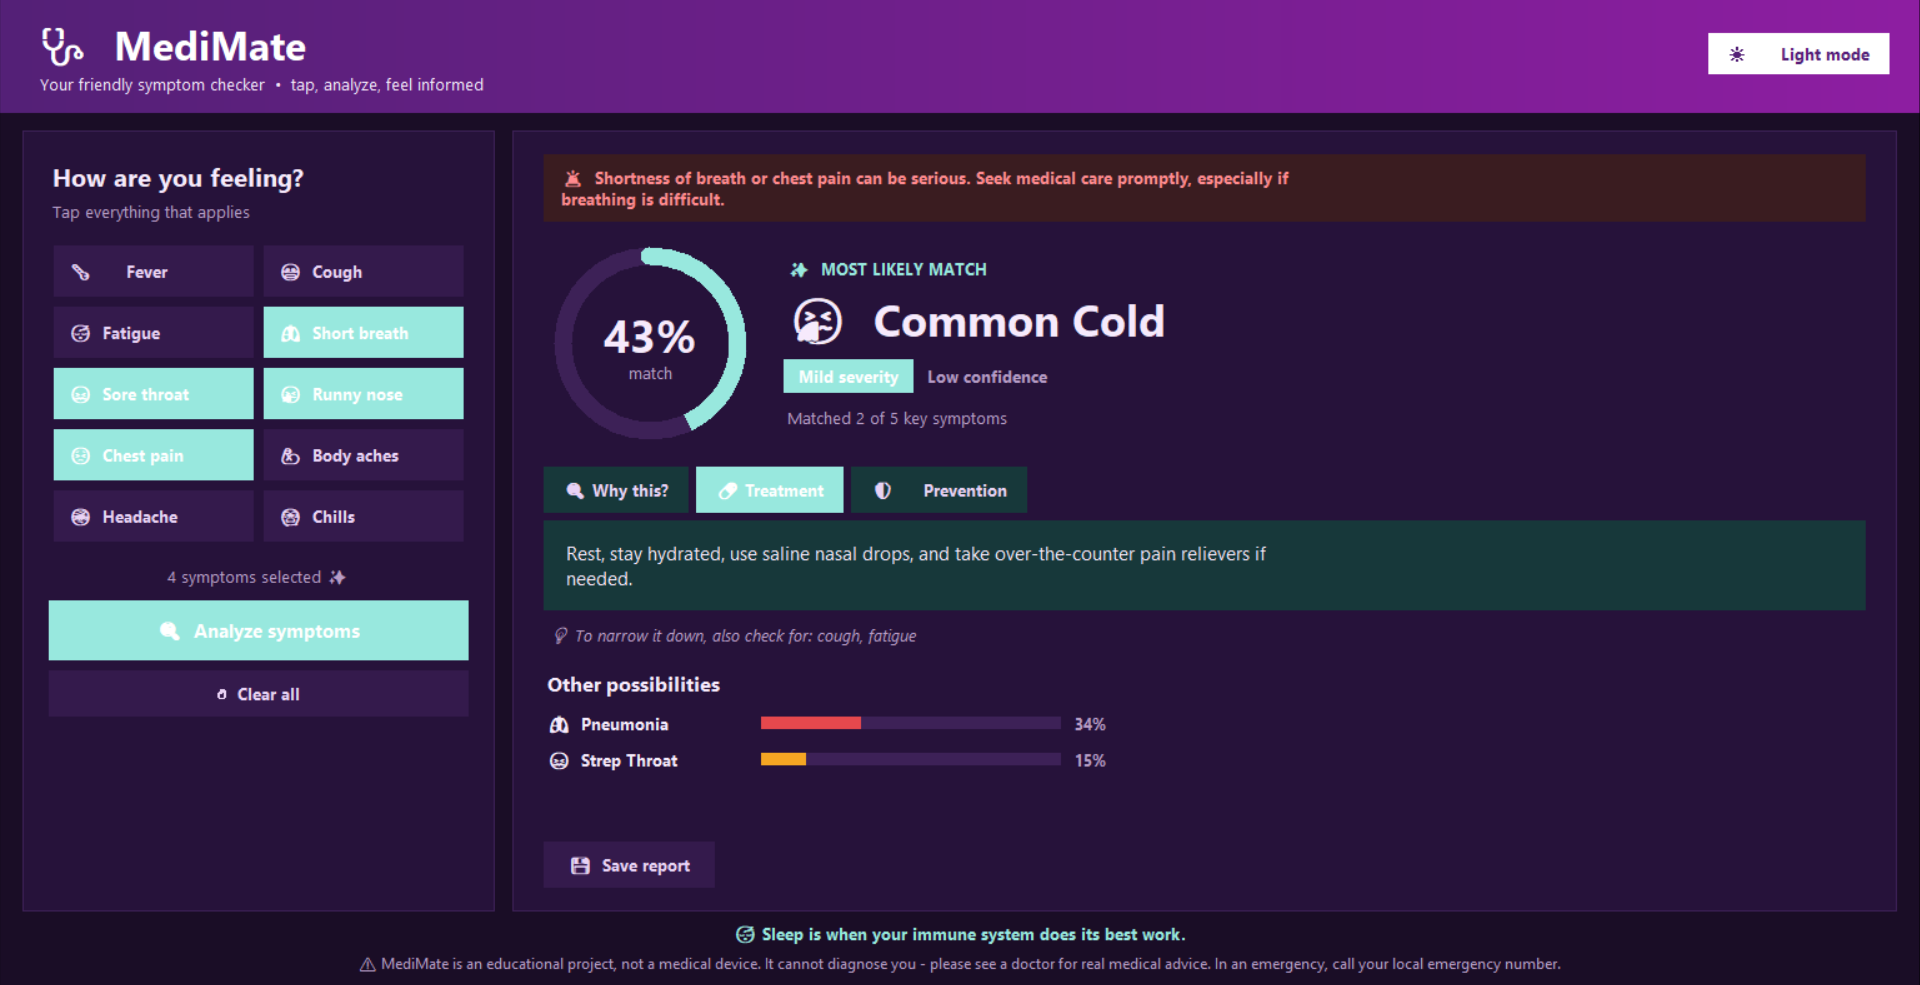 MediMate
Your friendly symptom checker • tap, analyze, feel informed
Light mode
How are you feeling?
Tap everything that applies
Fever
Cough
Fatigue
Short breath
Sore throat
Runny nose
Chest pain
Body aches
Headache
Chills
4 symptoms selected
Analyze symptoms
Clear all
Shortness of breath or chest pain can be serious. Seek medical care promptly, especially if
breathing is difficult.
43%
match
MOST LIKELY MATCH
Common Cold
Mild severity
Low confidence
Matched 2 of 5 key symptoms
Why this?
Treatment
Prevention
Rest, stay hydrated, use saline nasal drops, and take over-the-counter pain relievers if
needed.
To narrow it down, also check for: cough, fatigue
Other possibilities
Pneumonia
34%
Strep Throat
15%
Save report
Sleep is when your immune system does its best work.
MediMate is an educational project, not a medical device. It cannot diagnose you - please see a doctor for real medical advice. In an emergency, call your local emergency number.